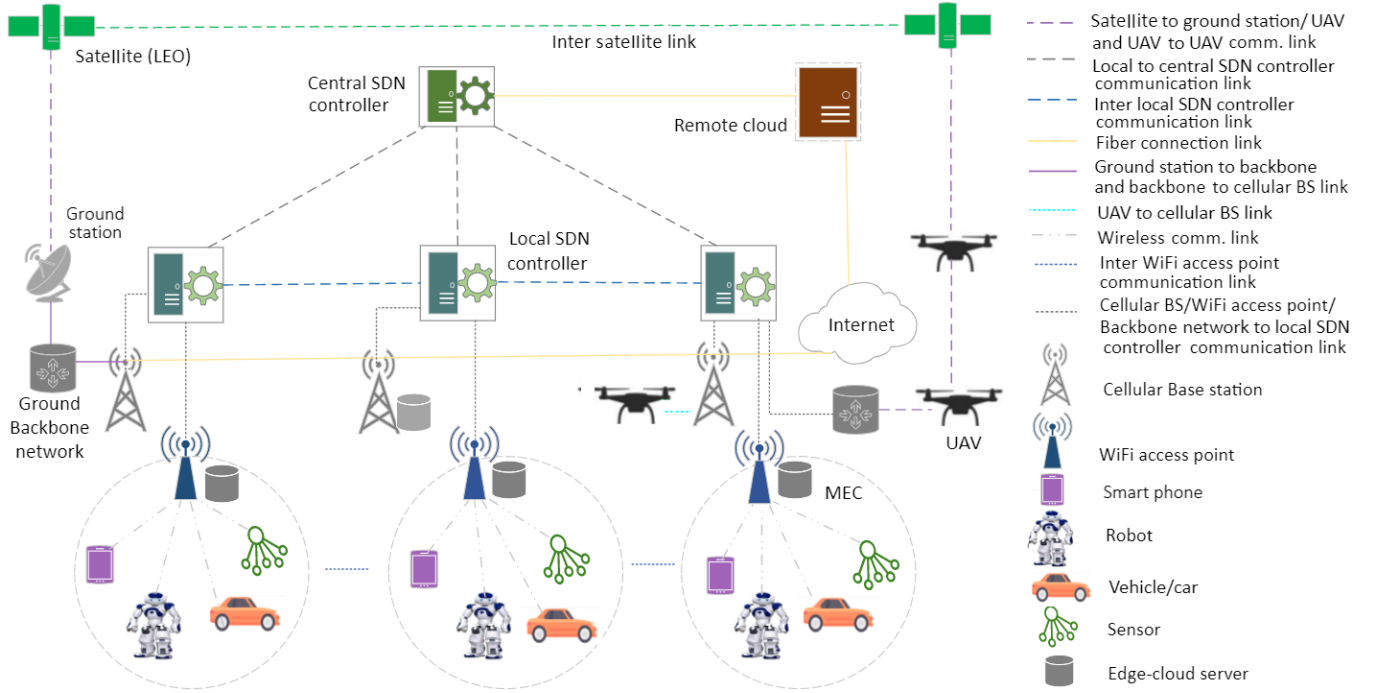 Satellite (LEO)
Inter satellite link
Central SDN
controller
Remote cloud
Ground
station
Local SDN
controller
Internet
Ground
Backbone
network
UAV
MEC
Satellite to ground station/ UAV
and UAV to UAV comm. link
Local to central SDN controller
communication link
Inter local SDN controller
communication link
Fiber connection link
Ground station to backbone
and backbone to cellular BS link
UAV to cellular BS link
Wireless comm. link
Inter WiFi access point
communication link
Cellular BS/WiFi access point/
Backbone network to local SDN
controller communication link
Cellular Base station
WiFi access point
Smart phone
Robot
Vehicle/car
Sensor
Edge-cloud server